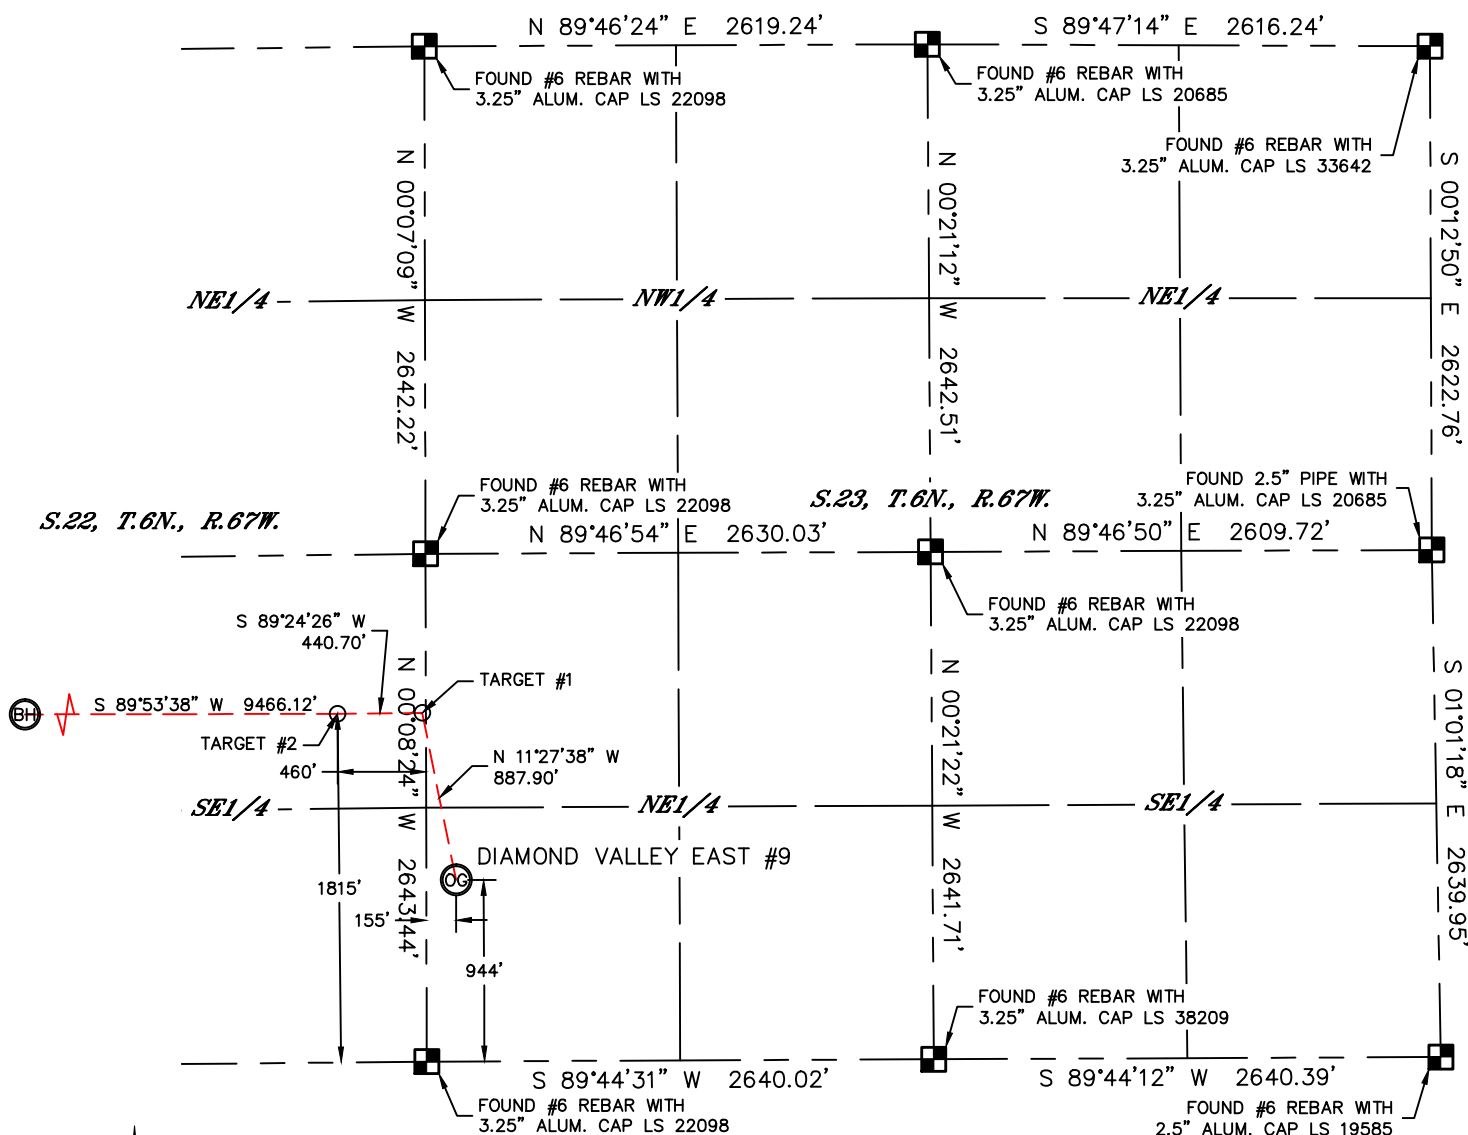 N 89°46'24" E 2619.24'
S 89°47'14" E 2616.24'
FOUND #6 REBAR WITH
3.25" ALUM. CAP LS 22098
FOUND #6 REBAR WITH
3.25" ALUM. CAP LS 20685
FOUND #6 REBAR WITH
3.25" ALUM. CAP LS 33642
N 00°07'09" W 2642.22'
N 00°21'12" W 2642.51'
S 00°12'50" E 2622.76'
NE1/4
NW1/4
NE1/4
FOUND #6 REBAR WITH
3.25" ALUM. CAP LS 22098
FOUND 2.5" PIPE WITH
3.25" ALUM. CAP LS 20685
S.22, T.6N., R.67W.
S.23, T.6N., R.67W.
N 89°46'54" E 2630.03'
N 89°46'50" E 2609.72'
FOUND #6 REBAR WITH
3.25" ALUM. CAP LS 22098
S 89°24'26" W
440.70'
N 00°08'24" W 2643.44'
N 00°21'22" W 2641.71'
S 01°01'18" E 2639.95'
TARGET #1
BH
S 89°53'38" W 9466.12'
TARGET #2
460'
N 11°27'38" W
887.90'
SE1/4
NE1/4
SE1/4
DIAMOND VALLEY EAST #9
OG
1815'
155'
944'
FOUND #6 REBAR WITH
3.25" ALUM. CAP LS 38209
S 89°44'31" W 2640.02'
S 89°44'12" W 2640.39'
FOUND #6 REBAR WITH
3.25" ALUM. CAP LS 22098
FOUND #6 REBAR WITH
2.5" ALUM. CAP LS 19585